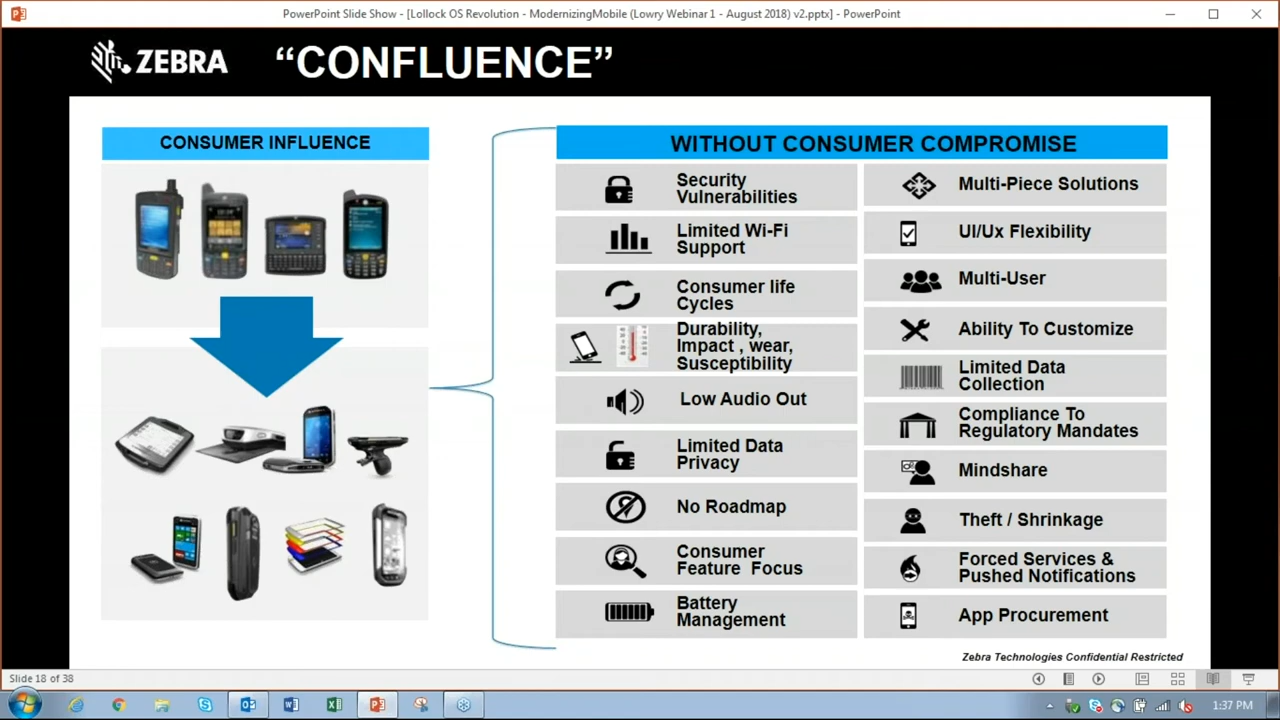 PowerPoint Slide Show - [Lollock OS Revolution - ModernizingMobile (Lowry Webinar 1 - August 2018) v2.pptx] - PowerPoint
ZEBRA
“CONFLUENCE”
CONSUMER INFLUENCE
WITHOUT CONSUMER COMPROMISE
Security
Vulnerabilities
Limited Wi-Fi
Support
Consumer life
Cycles
Durability,
Impact , wear,
Susceptibility
Low Audio Out
Limited Data
Privacy
No Roadmap
Consumer
Feature Focus
Battery
Management
Multi-Piece Solutions
UI/Ux Flexibility
Multi-User
Ability To Customize
Limited Data
Collection
Compliance To
Regulatory Mandates
Mindshare
Theft / Shrinkage
Forced Services &
Pushed Notifications
App Procurement
Zebra Technologies Confidential Restricted
Slide 18 of 38
1:37 PM